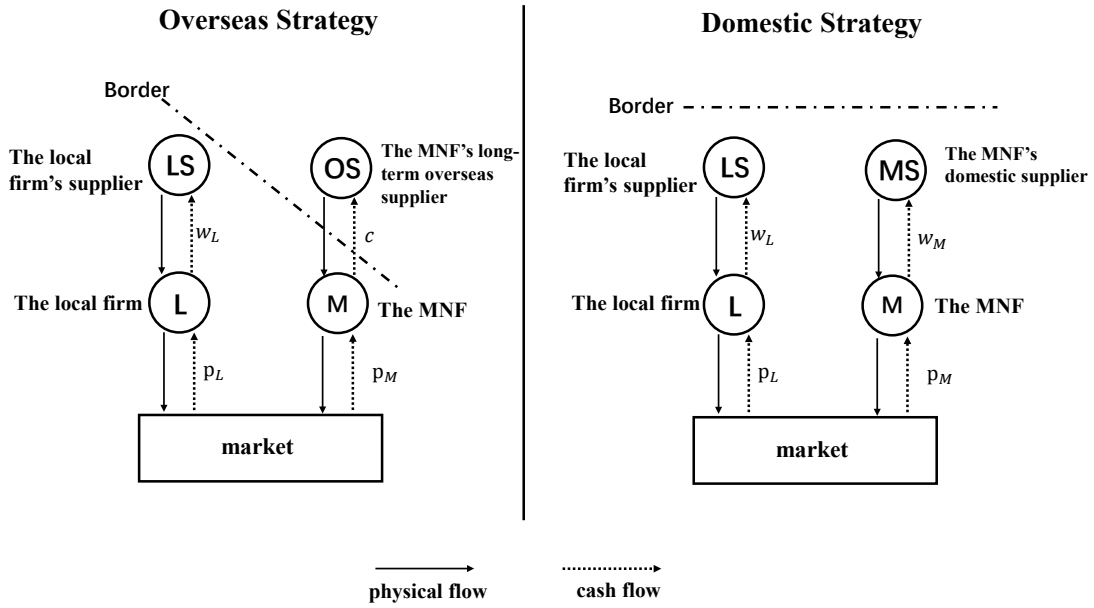 Overseas Strategy
Border
The local
firm's supplier
LS
OS
The MNF's long-
term overseas
supplier
w_L
c
The local firm
L
M
The MNF
p_L
p_M
market
Domestic Strategy
Border
The local
firm's supplier
LS
MS
The MNF's
domestic supplier
w_L
w_M
The local firm
L
M
The MNF
p_L
p_M
market
physical flow
cash flow